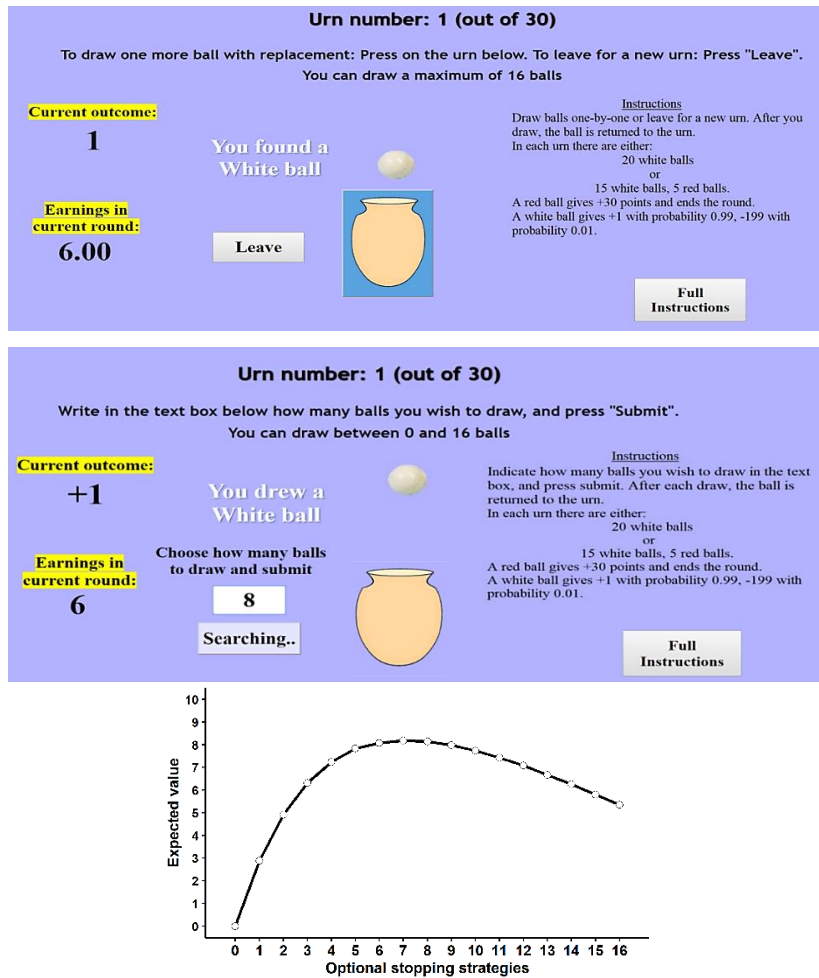 Urn number: 1 (out of 30)
To draw one more ball with replacement: Press on the urn below. To leave for a new urn: Press "Leave".
You can draw a maximum of 16 balls
Current outcome:
1
You found a
White ball
Earnings in
current round:
6.00
Leave
Instructions
Draw balls one-by-one or leave for a new urn. After you
draw, the ball is returned to the urn.
In each urn there are either:
20 white balls
or
15 white balls, 5 red balls.
A red ball gives +30 points and ends the round.
A white ball gives +1 with probability 0.99, -199 with
probability 0.01.
Full
Instructions
Urn number: 1 (out of 30)
Write in the text box below how many balls you wish to draw, and press "Submit".
You can draw between 0 and 16 balls
Current outcome:
+1
You drew a
White ball
Earnings in
current round:
6
Choose how many balls
to draw and submit
8
Searching..
Instructions
Indicate how many balls you wish to draw in the text
box, and press submit. After each draw, the ball is
returned to the urn.
In each urn there are either:
20 white balls
or
15 white balls, 5 red balls.
A red ball gives +30 points and ends the round.
A white ball gives +1 with probability 0.99, -199 with
probability 0.01.
Full
Instructions
Expected value
10
9
8
7
6
5
4
3
2
1
0
0 1 2 3 4 5 6 7 8 9 10 11 12 13 14 15 16
Optional stopping strategies